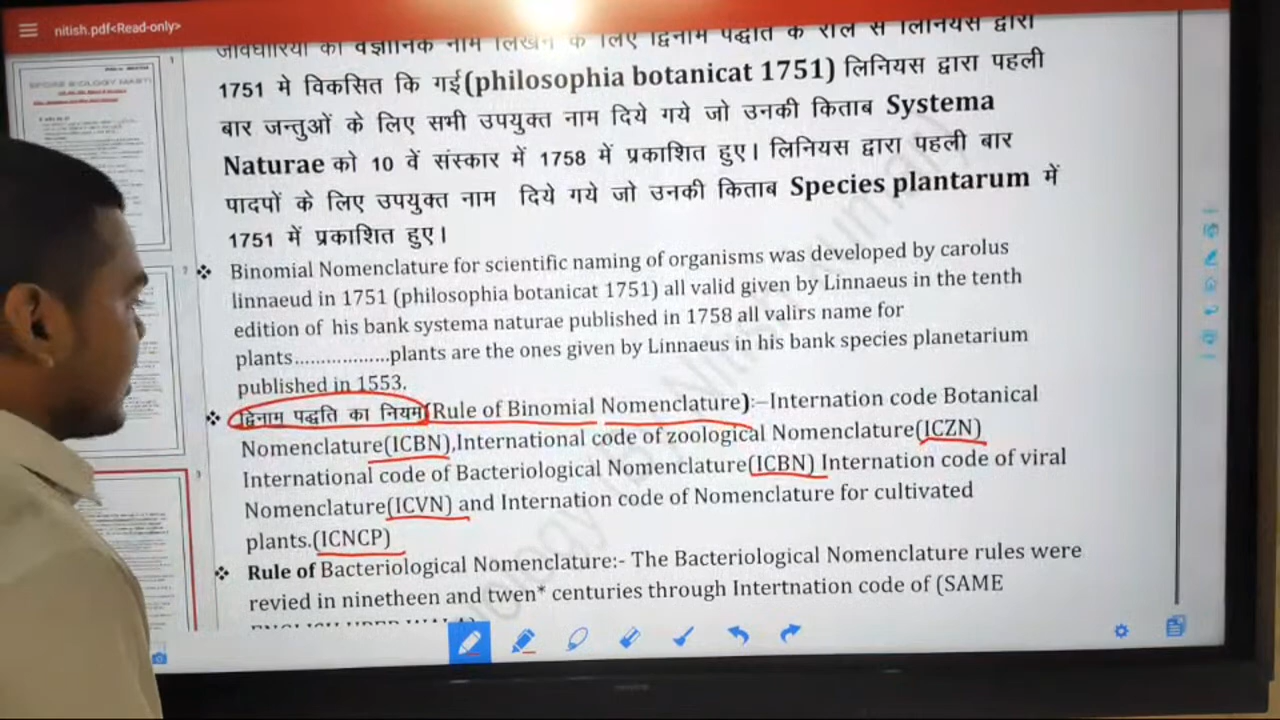 nitish.pdf<Read-only>
जीवधारियों का वैज्ञानिक नाम लिखने के लिए द्विनाम पद्धति के रोल से लिनियस द्वारा
1751 मे विकसित कि गई(philosophia botanicat 1751) लिनियस द्वारा पहली
बार जन्तुओं के लिए सभी उपयुक्त नाम दिये गये जो उनकी किताब Systema
Naturae को 10 वें संस्कार में 1758 में प्रकाशित हुए। लिनियस द्वारा पहली बार
पादपों के लिए उपयुक्त नाम दिये गये जो उनकी किताब Species plantarum में
1751 में प्रकाशित हुए।
❖ Binomial Nomenclature for scientific naming of organisms was developed by carolus
linnaeud in 1751 (philosophia botanicat 1751) all valid given by Linnaeus in the tenth
edition of his bank systema naturae published in 1758 all valirs name for
plants..................plants are the ones given by Linnaeus in his bank species planetarium
published in 1553.
❖ द्विनाम पद्धति का नियम(Rule of Binomial Nomenclature):–Internation code Botanical
Nomenclature(ICBN),International code of zoological Nomenclature(ICZN)
International code of Bacteriological Nomenclature(ICBN) Internation code of viral
Nomenclature(ICVN) and Internation code of Nomenclature for cultivated
plants.(ICNCP)
❖ Rule of Bacteriological Nomenclature:- The Bacteriological Nomenclature rules were
revied in ninetheen and twen* centuries through Intertnation code of (SAME